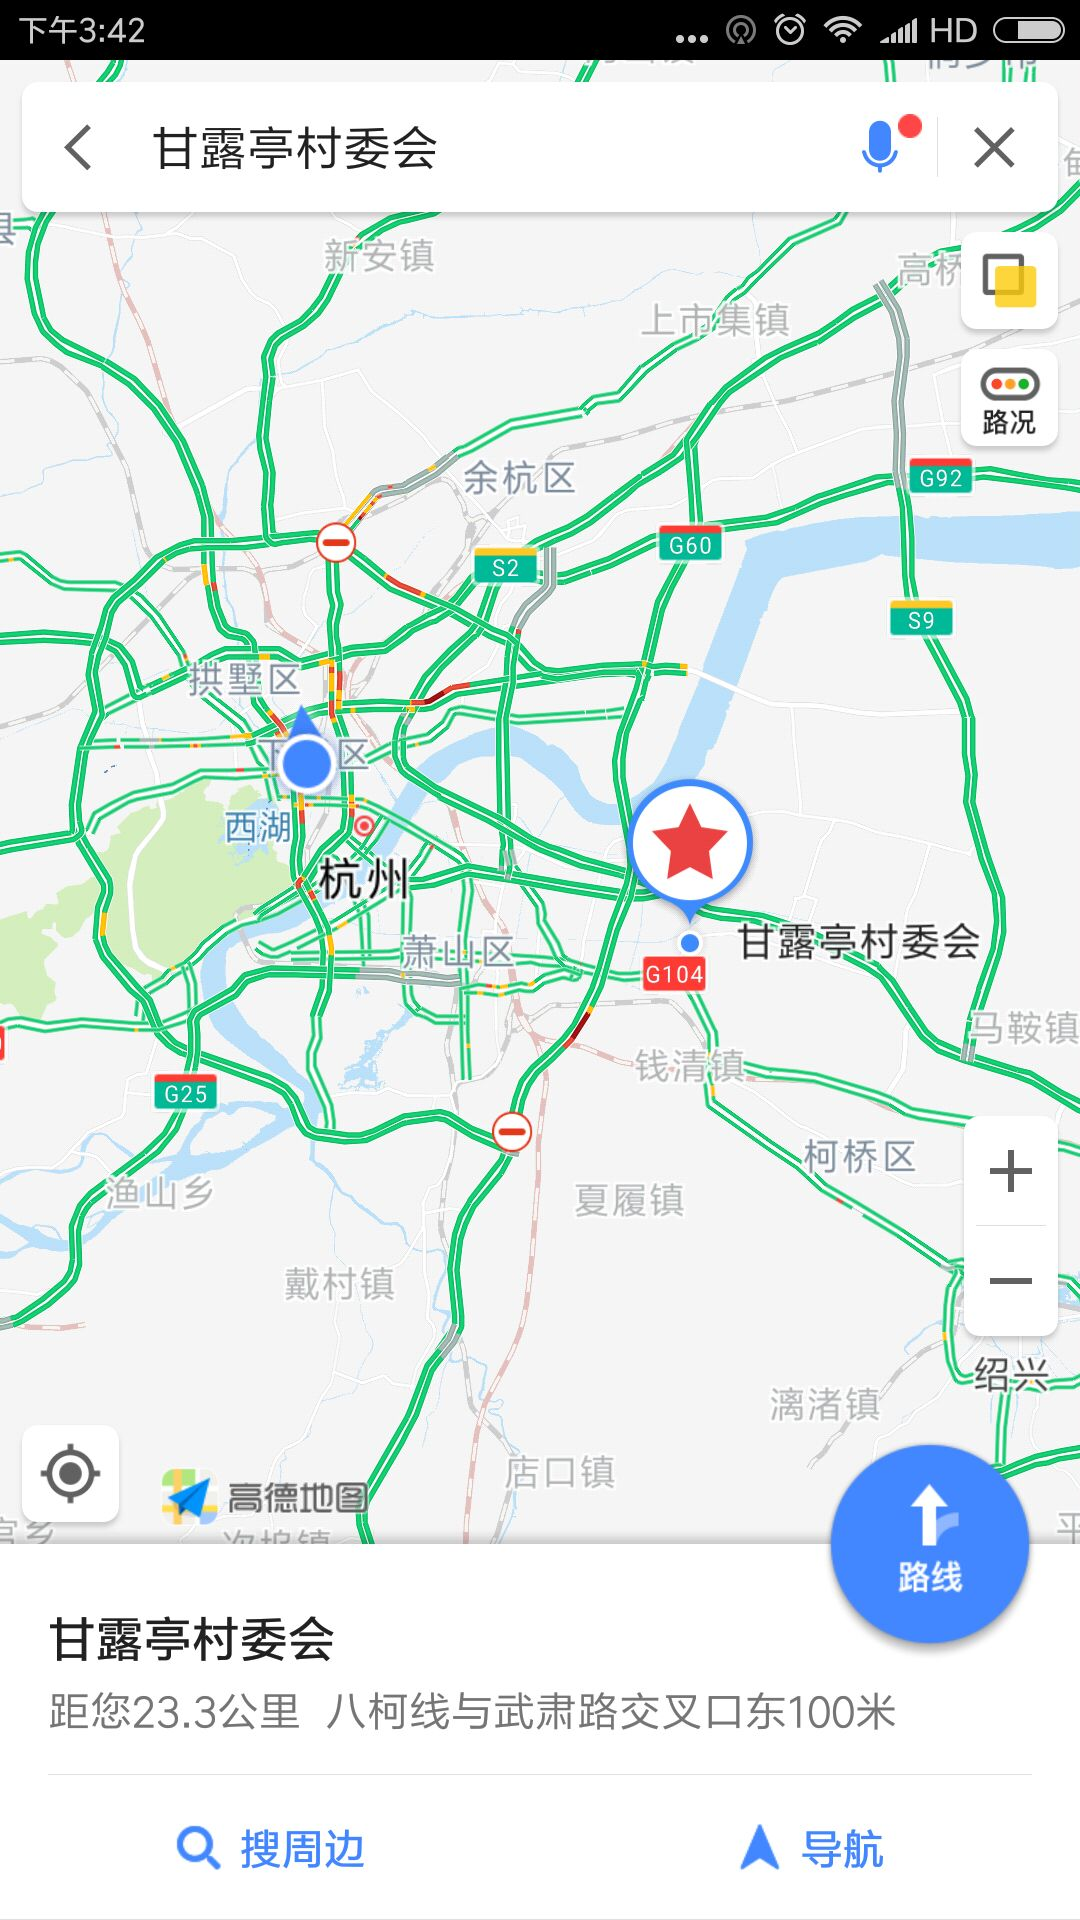 下午3:42
HD
甘露亭村委会
新安镇
高桥
上市集镇
路况
余杭区
G92
G60
S2
S9
拱墅区
区
西湖
杭州
甘露亭村委会
萧山区
G104
马鞍镇
钱清镇
G25
柯桥区
渔山乡
夏履镇
戴村镇
绍兴
漓渚镇
店口镇
高德地图
次坞镇
路线
甘露亭村委会
距您23.3公里 八柯线与武肃路交叉口东100米
搜周边
导航